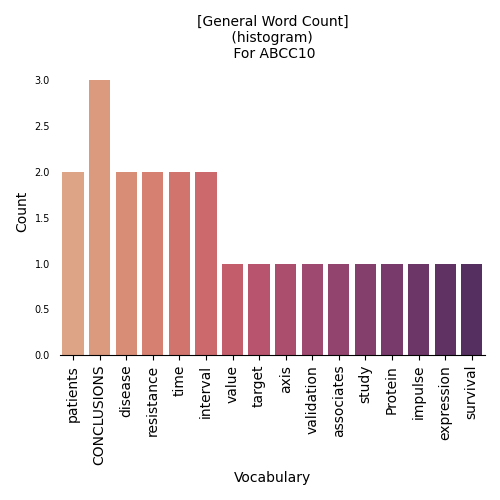 [General Word Count]
(histogram)
For ABCC10
3.0
2.5
2.0
1.5
1.0
0.5
0.0
Count
patients
CONCLUSIONS
disease
resistance
time
interval
value
target
axis
validation
associates
study
Protein
impulse
expression
survival
Vocabulary